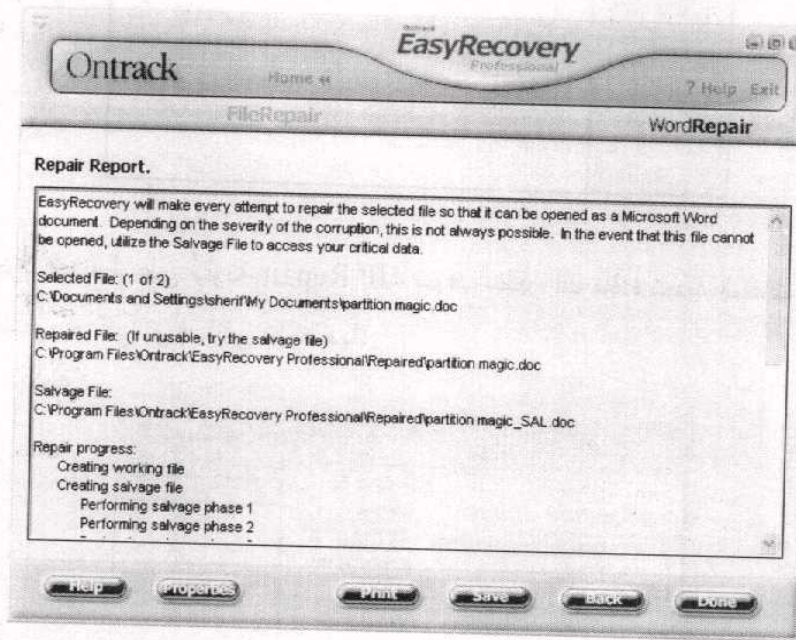 EasyRecovery
Professional
Ontrack
Home «
? Help Exit
FileRepair
WordRepair
Repair Report.
EasyRecovery will make every attempt to repair the selected file so that it can be opened as a Microsoft Word
document. Depending on the severity of the corruption, this is not always possible. In the event that this file cannot
be opened, utilize the Salvage File to access your critical data.
Selected File: (1 of 2)
C:\Documents and Settings\sherif\My Documents\partition magic.doc
Repaired File: (If unusable, try the salvage file)
C:\Program Files\Ontrack\EasyRecovery Professional\Repaired\partition magic.doc
Salvage File:
C:\Program Files\Ontrack\EasyRecovery Professional\Repaired\partition magic_SAL.doc
Repair progress:
Creating working file
Creating salvage file
Performing salvage phase 1
Performing salvage phase 2
Help Properties Print Save Back Done